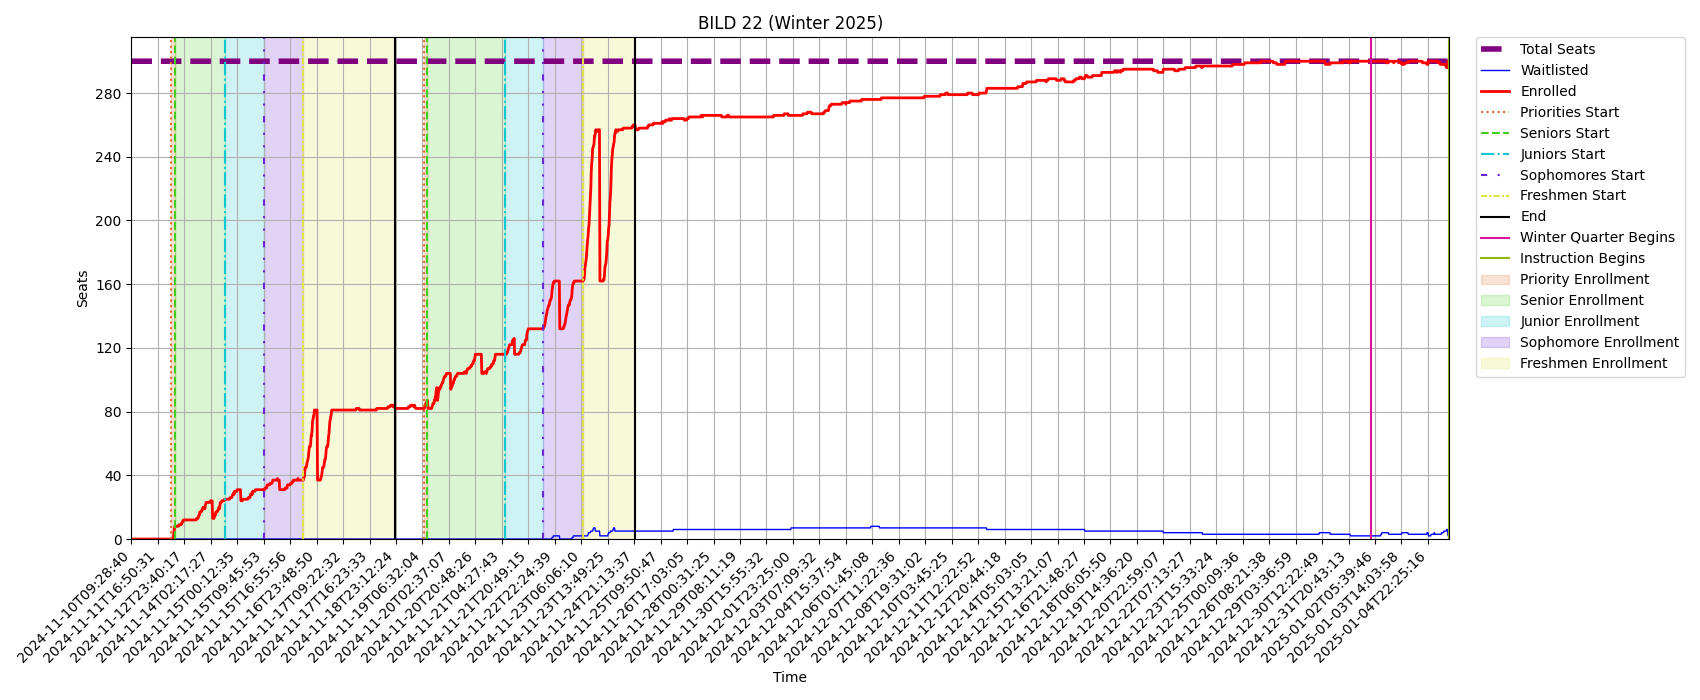 BILD 22 (Winter 2025)
Seats
280
240
200
160
120
80
40
0
2024-11-10T09:28:40
2024-11-11T16:50:31
2024-11-12T23:40:17
2024-11-14T02:17:27
2024-11-15T00:12:35
2024-11-15T09:45:53
2024-11-15T16:55:56
2024-11-16T23:48:50
2024-11-17T09:22:32
2024-11-17T16:23:33
2024-11-18T23:12:24
2024-11-19T06:32:04
2024-11-20T02:37:07
2024-11-20T20:48:26
2024-11-21T04:27:43
2024-11-22T07:49:15
2024-11-22T22:24:39
2024-11-23T06:06:10
2024-11-23T13:49:25
2024-11-24T21:13:37
2024-11-25T09:50:47
2024-11-26T17:03:05
2024-11-28T00:31:25
2024-11-29T08:11:19
2024-11-30T15:55:32
2024-12-01T23:25:00
2024-12-03T07:09:32
2024-12-04T15:37:54
2024-12-06T01:45:08
2024-12-07T11:22:36
2024-12-08T19:31:02
2024-12-10T03:45:25
2024-12-11T12:22:52
2024-12-12T20:44:18
2024-12-14T05:03:05
2024-12-15T13:21:07
2024-12-16T21:48:27
2024-12-18T06:05:50
2024-12-19T14:36:20
2024-12-20T22:59:07
2024-12-22T07:13:27
2024-12-23T15:33:24
2024-12-25T00:09:36
2024-12-26T08:21:38
2024-12-29T03:36:59
2024-12-30T12:22:49
2024-12-31T20:43:13
2025-01-02T05:39:46
2025-01-03T14:03:58
2025-01-04T22:25:16
Time
Total Seats
Waitlisted
Enrolled
Priorities Start
Seniors Start
Juniors Start
Sophomores Start
Freshmen Start
End
Winter Quarter Begins
Instruction Begins
Priority Enrollment
Senior Enrollment
Junior Enrollment
Sophomore Enrollment
Freshmen Enrollment